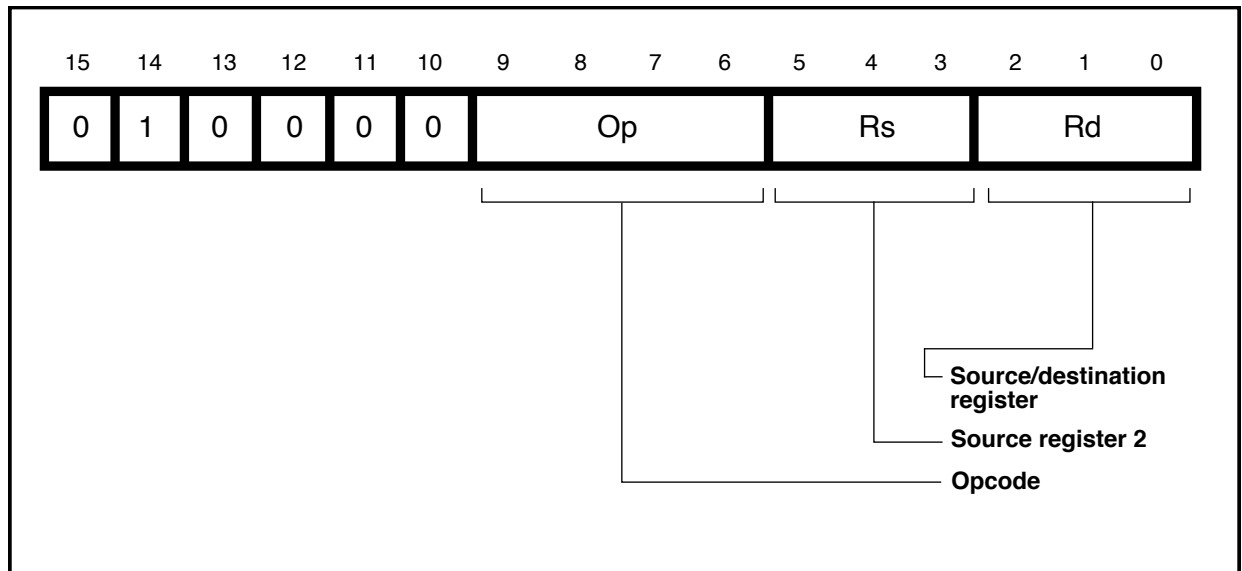 15 14 13 12 11 10 9 8 7 6 5 4 3 2 1 0
0 1 0 0 0 0 Op Rs Rd
Source/destination
register
Source register 2
Opcode